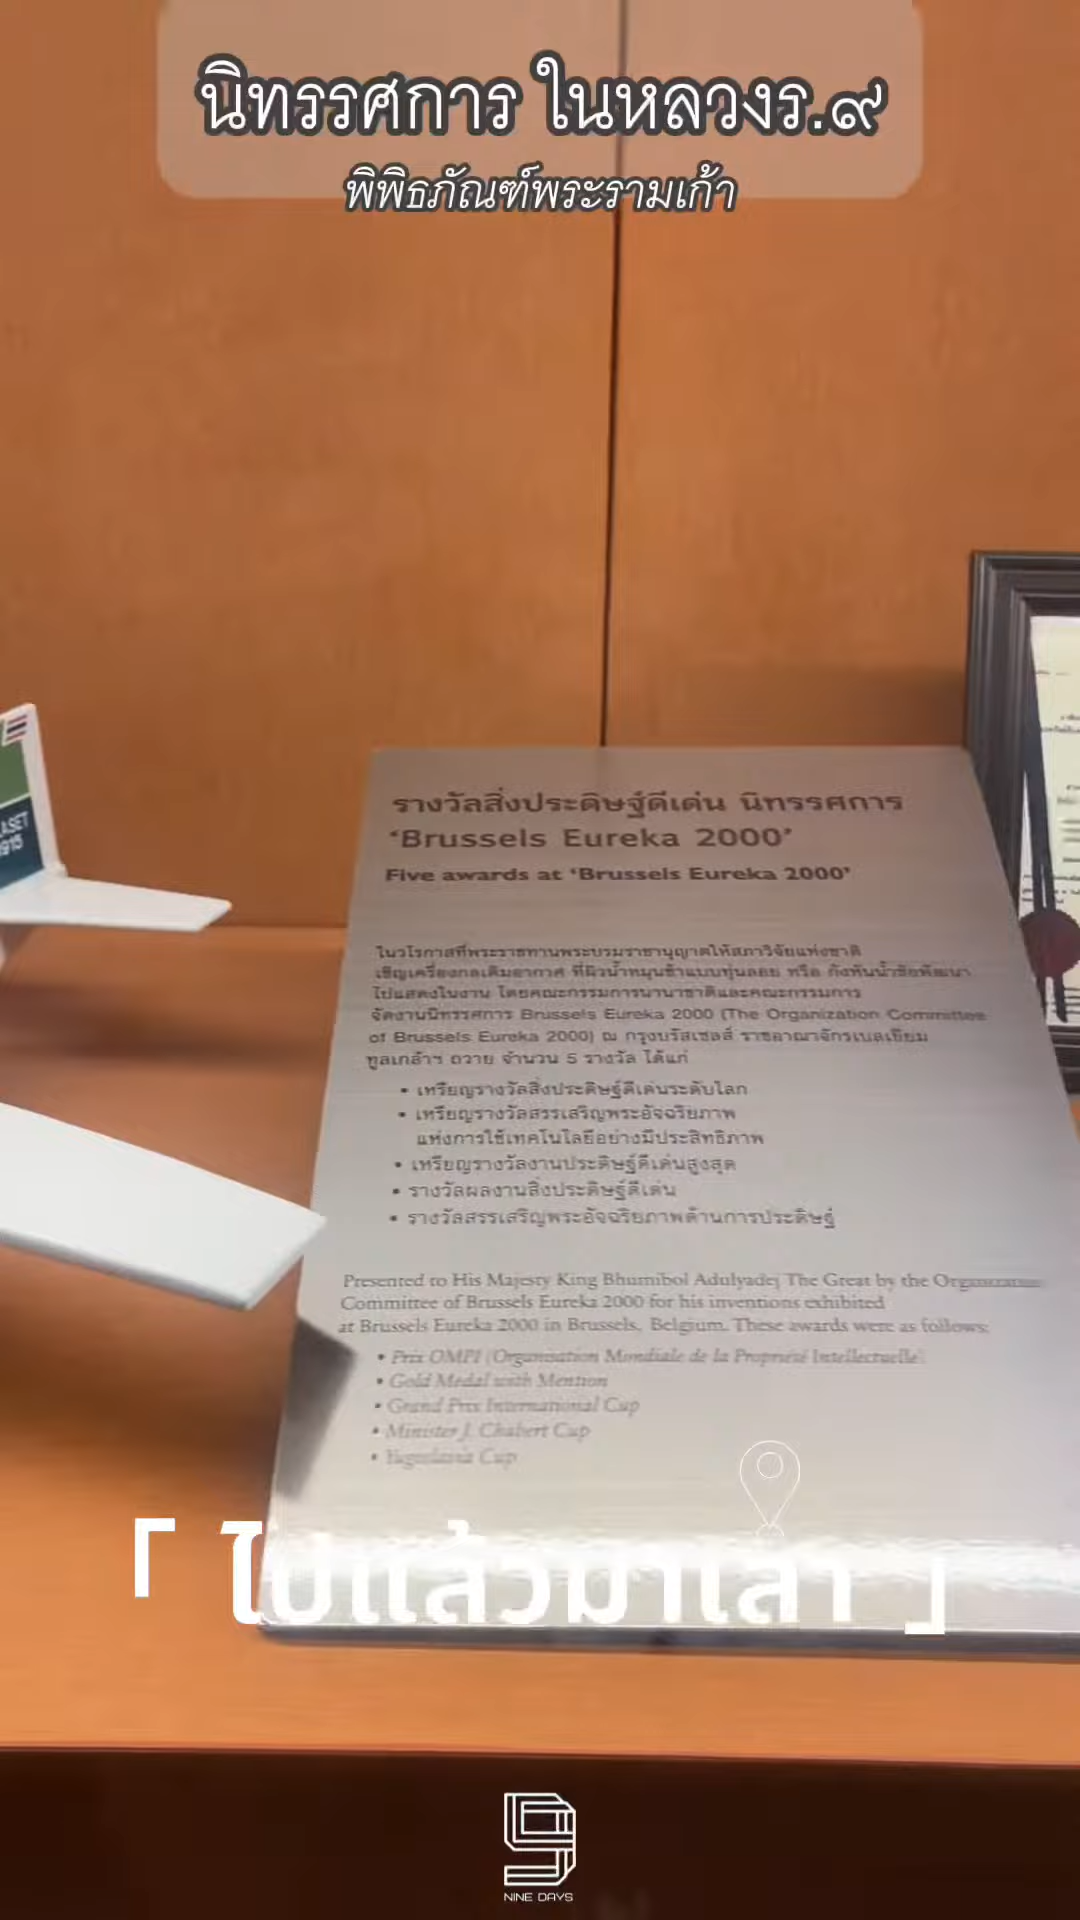 นิทรรศการ ในหลวงร.๙
พิพิธภัณฑ์พระรามเก้า
ASET
1915
รางวัลสิ่งประดิษฐ์ดีเด่น นิทรรศการ
‘Brussels Eureka 2000’
Five awards at ‘Brussels Eureka 2000’
ในวโรกาสที่พระราชทานพระบรมราชานุญาตให้สภาวิจัยแห่งชาติ
เชิญเครื่องกลเติมอากาศ ที่ผิวน้ำหมุนช้าแบบทุ่นลอย หรือ กังหันน้ำชัยพัฒนา
ไปแสดงในงาน โดยคณะกรรมการนานาชาติและคณะกรรมการ
จัดงานนิทรรศการ Brussels Eureka 2000 (The Organization Committee
of Brussels Eureka 2000) ณ กรุงบรัสเซลส์ ราชอาณาจักรเบลเยียม
ทูลเกล้าฯ ถวาย จำนวน 5 รางวัล ได้แก่
• เหรียญรางวัลสิ่งประดิษฐ์ดีเด่นระดับโลก
• เหรียญรางวัลสรรเสริญพระอัจฉริยภาพ
แห่งการใช้เทคโนโลยีอย่างมีประสิทธิภาพ
• เหรียญรางวัลงานประดิษฐ์ดีเด่นสูงสุด
• รางวัลผลงานสิ่งประดิษฐ์ดีเด่น
• รางวัลสรรเสริญพระอัจฉริยภาพด้านการประดิษฐ์
Presented to His Majesty King Bhumibol Adulyadej The Great by the Organization
Committee of Brussels Eureka 2000 for his inventions exhibited
at Brussels Eureka 2000 in Brussels, Belgium. These awards were as follows:
• Prix OMPI (Organisation Mondiale de la Propriété Intellectuelle)
• Gold Medal with Mention
• Grand Prix International Cup
• Minister J. Chabert Cup
• Yugoslavia Cup
「 ไปแล้วมาเล่า 」
NINE DAYS